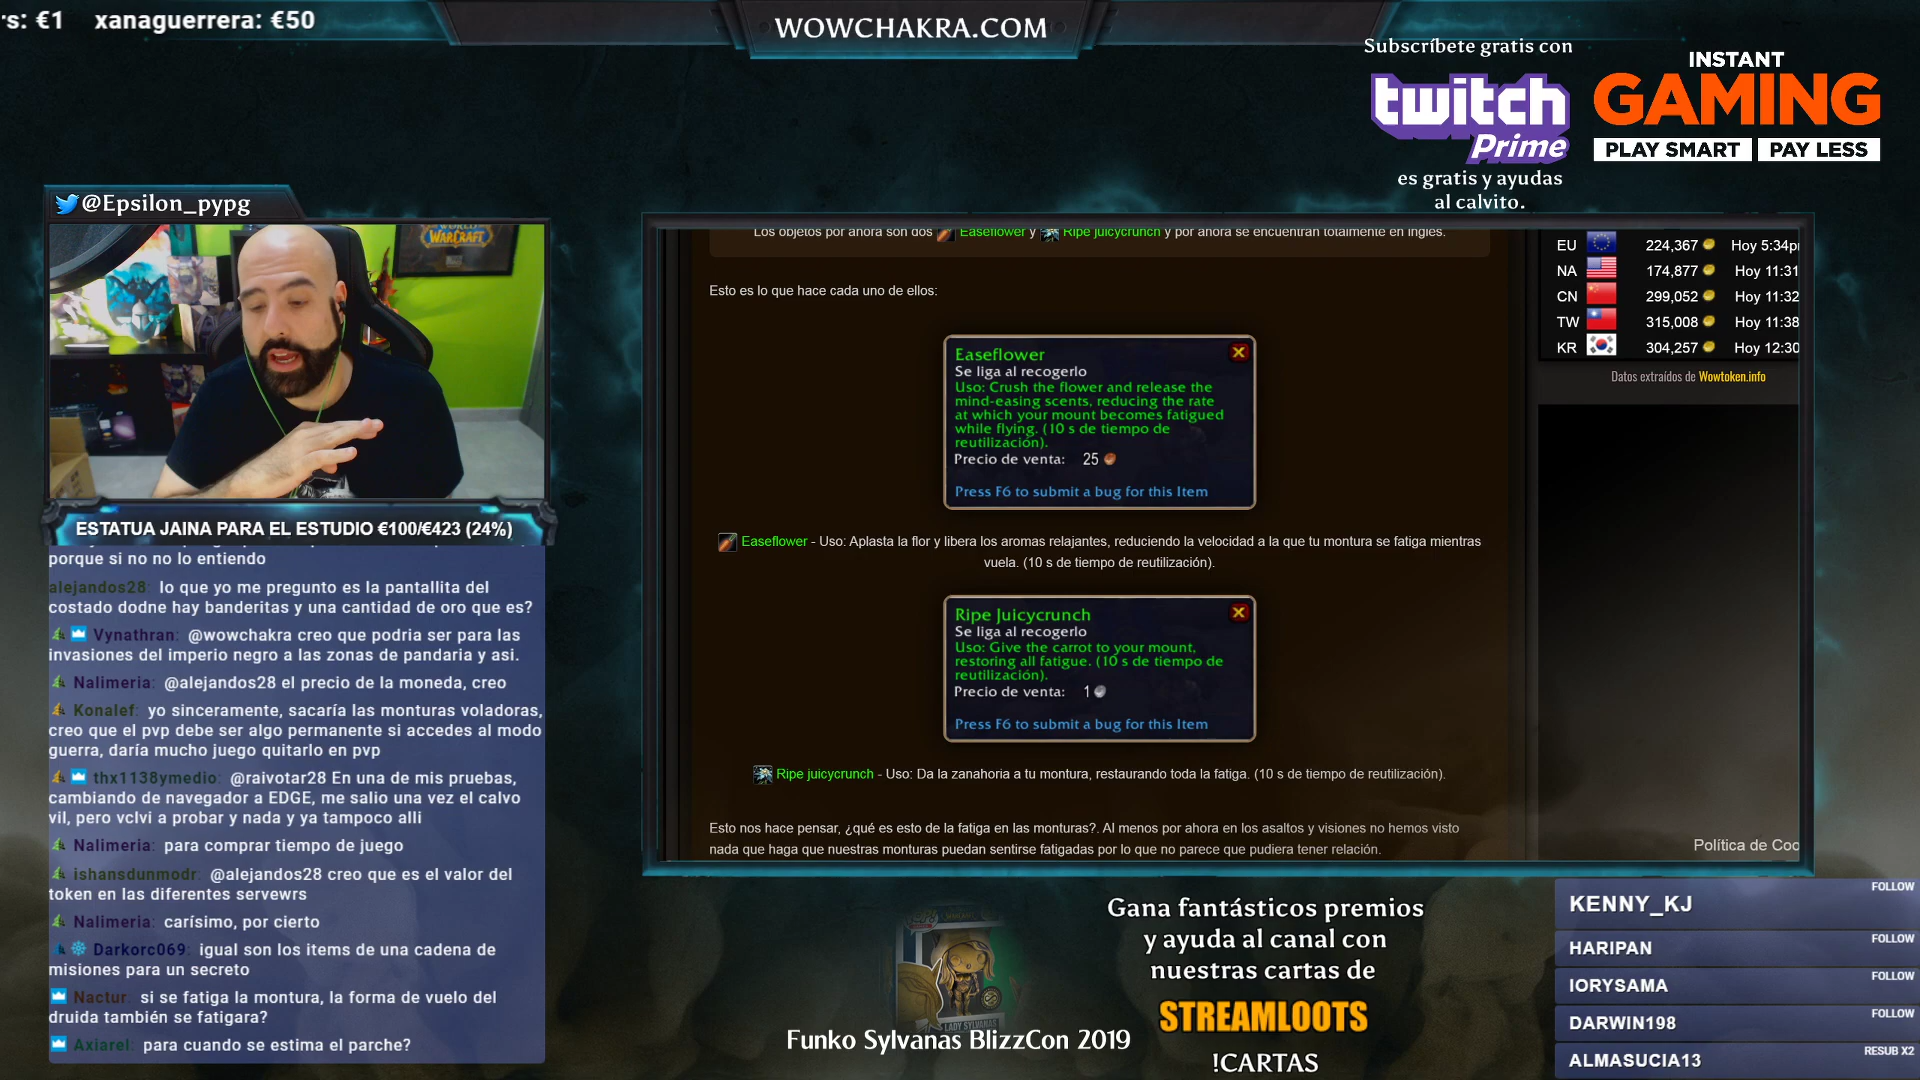 s: €1 xanaguerrera: €50
WOWCHAKRA.COM
Subscríbete gratis con
twitch
Prime
es gratis y ayudas
al calvito.
INSTANT
GAMING
PLAY SMART PAY LESS
@Epsilon_pypg
WORLD
WARCRAFT
ESTATUA JAINA PARA EL ESTUDIO €100/€423 (24%)
porque si no no lo entiendo
alejandos28: lo que yo me pregunto es la pantallita del
costado dodne hay banderitas y una cantidad de oro que es?
Vynathran: @wowchakra creo que podria ser para las
invasiones del imperio negro a las zonas de pandaria y asi.
Nalimeria: @alejandos28 el precio de la moneda, creo
Konalef: yo sinceramente, sacaría las monturas voladoras,
creo que el pvp debe ser algo permanente si accedes al modo
guerra, daría mucho juego quitarlo en pvp
thx1138ymedio: @raivotar28 En una de mis pruebas,
cambiando de navegador a EDGE, me salio una vez el calvo
vil, pero vclvi a probar y nada y ya tampoco alli
Nalimeria: para comprar tiempo de juego
ishansdunmodr: @alejandos28 creo que es el valor del
token en las diferentes servewrs
Nalimeria: carísimo, por cierto
Darkorc069: igual son los items de una cadena de
misiones para un secreto
Nactur: si se fatiga la montura, la forma de vuelo del
druida también se fatigara?
Axiarel: para cuando se estima el parche?
Los objetos por ahora son dos Easeflower y Ripe juicycrunch y por ahora se encuentran totalmente en inglés.
Esto es lo que hace cada uno de ellos:
Easeflower
Se liga al recogerlo
Uso: Crush the flower and release the
mind-easing scents, reducing the rate
at which your mount becomes fatigued
while flying. (10 s de tiempo de
reutilización).
Precio de venta: 25
Press F6 to submit a bug for this Item
Easeflower - Uso: Aplasta la flor y libera los aromas relajantes, reduciendo la velocidad a la que tu montura se fatiga mientras
vuela. (10 s de tiempo de reutilización).
Ripe Juicycrunch
Se liga al recogerlo
Uso: Give the carrot to your mount,
restoring all fatigue. (10 s de tiempo de
reutilización).
Precio de venta: 1
Press F6 to submit a bug for this Item
Ripe juicycrunch - Uso: Da la zanahoria a tu montura, restaurando toda la fatiga. (10 s de tiempo de reutilización).
Esto nos hace pensar, ¿qué es esto de la fatiga en las monturas?. Al menos por ahora en los asaltos y visiones no hemos visto
nada que haga que nuestras monturas puedan sentirse fatigadas por lo que no parece que pudiera tener relación.
EU 224,367 Hoy 5:34p
NA 174,877 Hoy 11:31
CN 299,052 Hoy 11:32
TW 315,008 Hoy 11:38
KR 304,257 Hoy 12:30
Datos extraídos de Wowtoken.info
Política de Coo
LADY SYLVANAS
Funko Sylvanas BlizzCon 2019
Gana fantásticos premios
y ayuda al canal con
nuestras cartas de
STREAMLOOTS
!CARTAS
KENNY_KJ FOLLOW
HARIPAN FOLLOW
IORYSAMA FOLLOW
DARWIN198 FOLLOW
ALMASUCIA13 RESUB X2